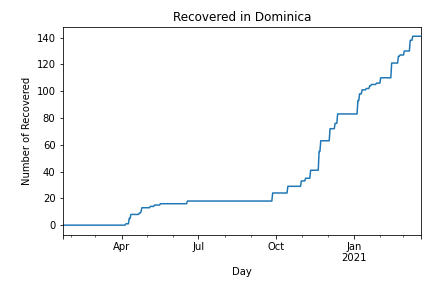 Recovered in Dominica
140
120
100
80
60
40
20
0
Number of Recovered
Apr
Jul
Oct
Jan
2021
Day